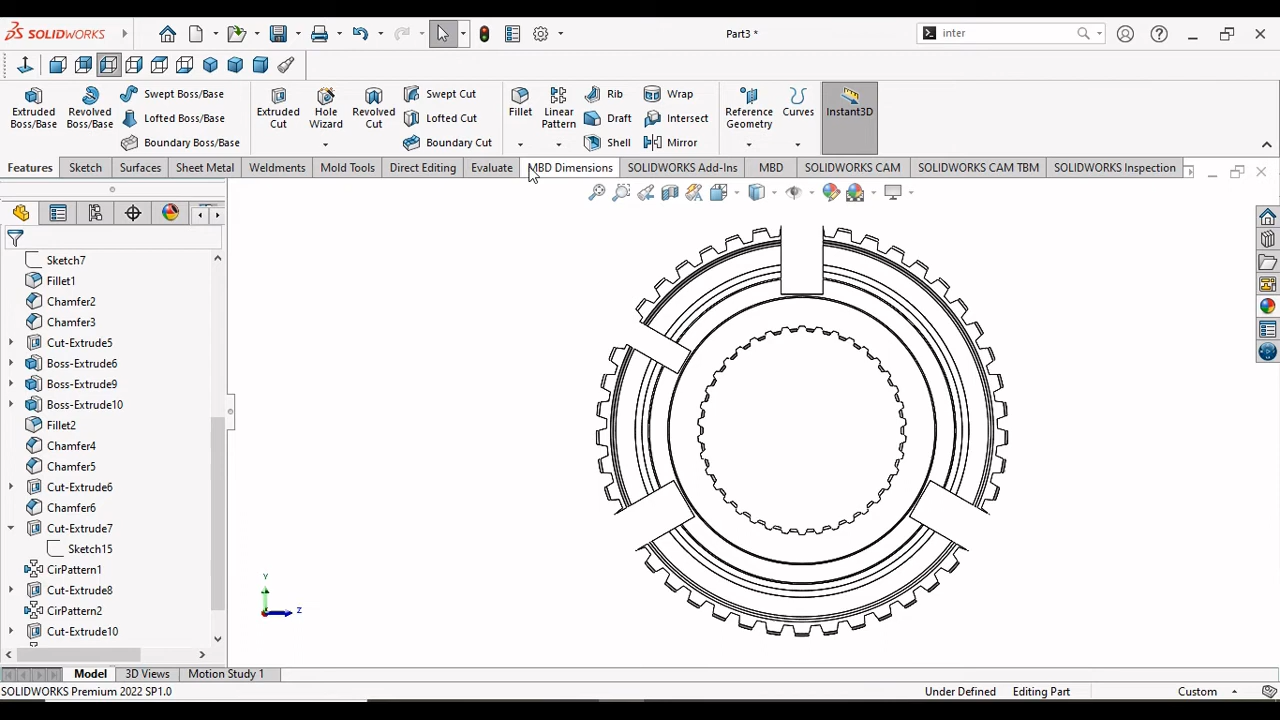 SOLIDWORKS
Part3 *
inter
Extruded Boss/Base
Revolved Boss/Base
Swept Boss/Base
Lofted Boss/Base
Boundary Boss/Base
Extruded Cut
Hole Wizard
Revolved Cut
Swept Cut
Lofted Cut
Boundary Cut
Fillet
Linear Pattern
Rib
Draft
Shell
Wrap
Intersect
Mirror
Reference Geometry
Curves
Instant3D
Features Sketch Surfaces Sheet Metal Weldments Mold Tools Direct Editing Evaluate MBD Dimensions SOLIDWORKS Add-Ins MBD SOLIDWORKS CAM SOLIDWORKS CAM TBM SOLIDWORKS Inspection
Sketch7
Fillet1
Chamfer2
Chamfer3
Cut-Extrude5
Boss-Extrude6
Boss-Extrude9
Boss-Extrude10
Fillet2
Chamfer4
Chamfer5
Cut-Extrude6
Chamfer6
Cut-Extrude7
Sketch15
CirPattern1
Cut-Extrude8
CirPattern2
Cut-Extrude10
Y
Z
Model 3D Views Motion Study 1
SOLIDWORKS Premium 2022 SP1.0 Under Defined Editing Part Custom